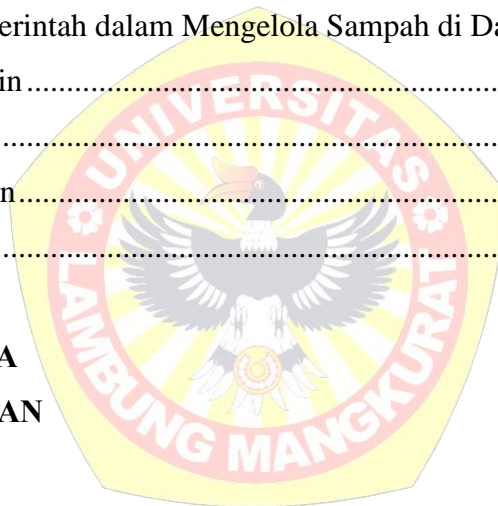 erintah dalam Mengelola Sampah di Da
in ........................................................
........................................................
n ........................................................
........................................................
A
AN
UNIVERSITAS
LAMBUNG MANGKURAT